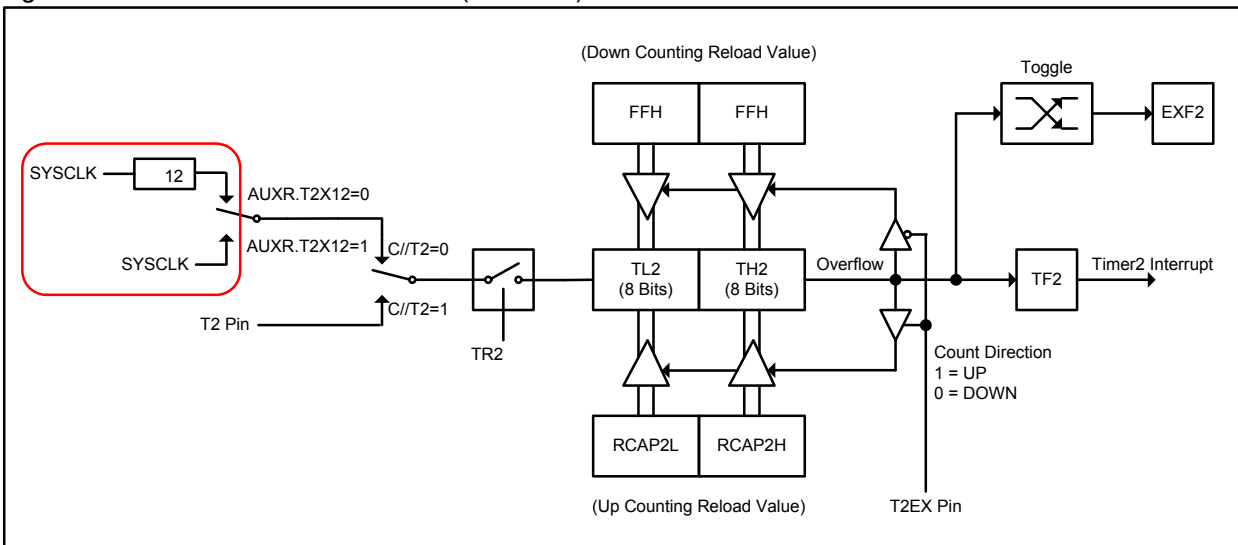 (Down Counting Reload Value)
Toggle
FFH FFH
EXF2
SYSCLK
12
AUXR.T2X12=0
AUXR.T2X12=1
SYSCLK
C//T2=0
TL2
(8 Bits)
TH2
(8 Bits)
Overflow
TF2
Timer2 Interrupt
C//T2=1
T2 Pin
TR2
Count Direction
1 = UP
0 = DOWN
RCAP2L RCAP2H
(Up Counting Reload Value)
T2EX Pin